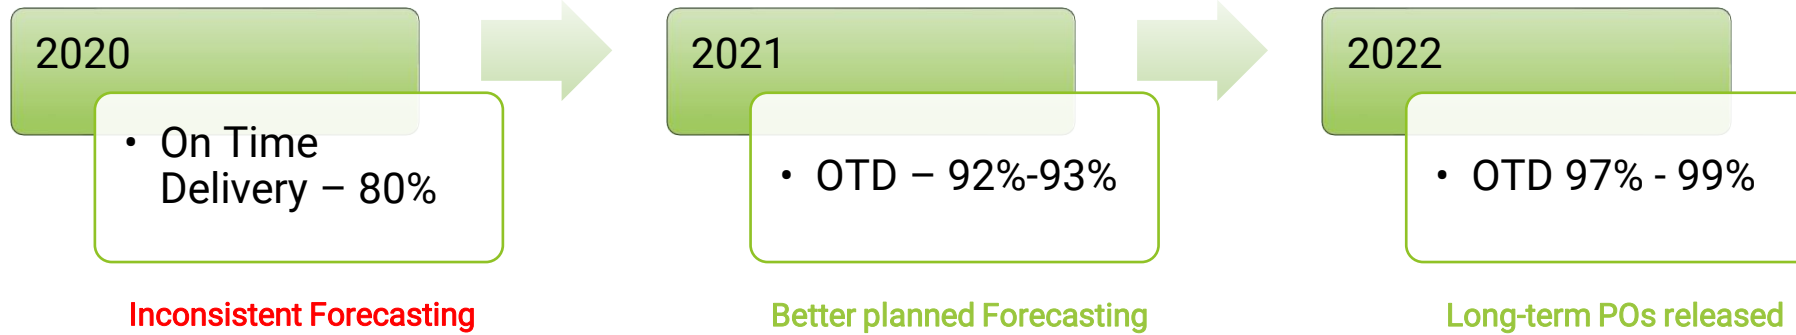 2020
• On Time
Delivery – 80%
Inconsistent Forecasting
2021
• OTD – 92%-93%
Better planned Forecasting
2022
• OTD 97% - 99%
Long-term POs released